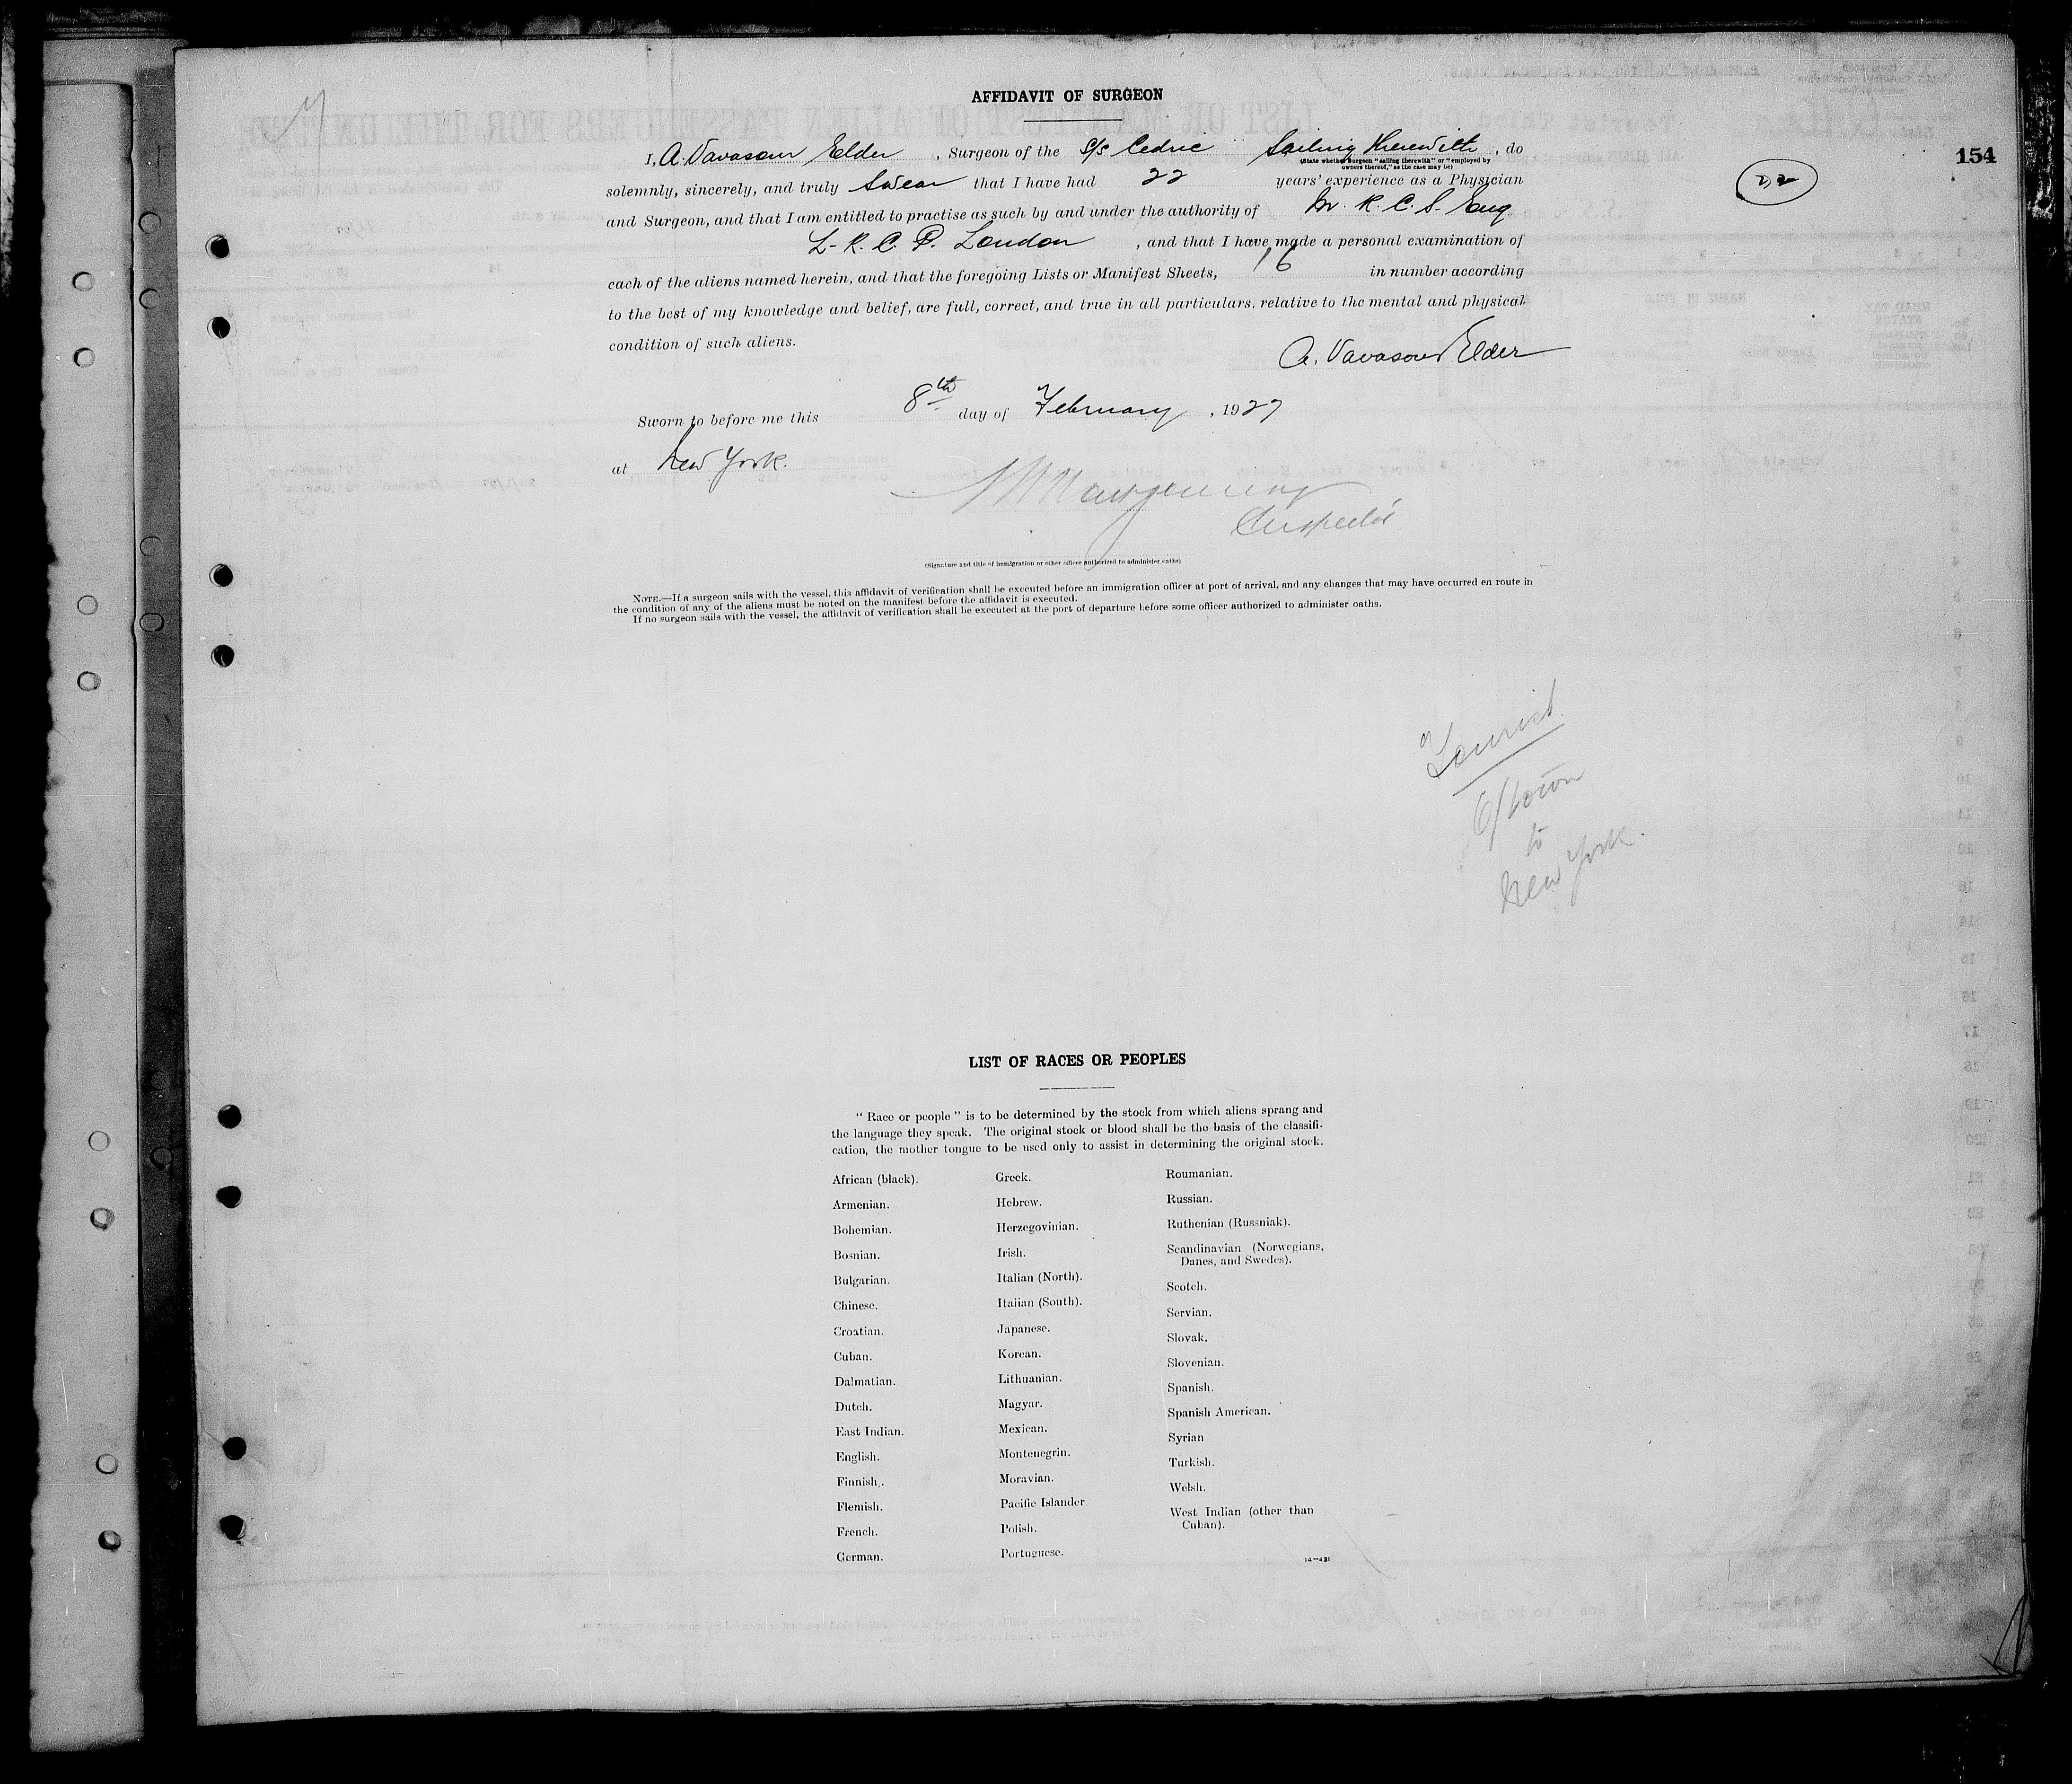 AFFIDAVIT OF SURGEON
154
I, A. Vavasour Elder, Surgeon of the S/S Cedric Sailing Therewith, do
(State whether Surgeon "sailing therewith" or "employed by
owners thereof," as the case may be)
22
solemnly, sincerely, and truly swear that I have had 22 years' experience as a Physician
and Surgeon, and that I am entitled to practise as such by and under the authority of M. R. C. S. Eng
L. R. C. P. London, and that I have made a personal examination of
each of the aliens named herein, and that the foregoing Lists or Manifest Sheets, 16 in number according
to the best of my knowledge and belief, are full, correct, and true in all particulars, relative to the mental and physical
condition of such aliens.
A. Vavasour Elder
Sworn to before me this 8th day of February, 1927
at New York.
Montgomery
Inspector
(Signature and title of immigration or other officer authorized to administer oaths)
NOTE.—If a surgeon sails with the vessel, this affidavit of verification shall be executed before an immigration officer at port of arrival, and any changes that may have occurred en route in
the condition of any of the aliens must be noted on the manifest before the affidavit is executed.
If no surgeon sails with the vessel, the affidavit of verification shall be executed at the port of departure before some officer authorized to administer oaths.
Tourist
to
New York.
LIST OF RACES OR PEOPLES
"Race or people" is to be determined by the stock from which aliens sprang and
the language they speak. The original stock or blood shall be the basis of the classifi-
cation, the mother tongue to be used only to assist in determining the original stock.
African (black).
Armenian.
Bohemian.
Bosnian.
Bulgarian.
Chinese.
Croatian.
Cuban.
Dalmatian.
Dutch.
East Indian.
English.
Finnish.
Flemish.
French.
German.
Greek.
Hebrew.
Herzegovinian.
Irish.
Italian (North).
Italian (South).
Japanese.
Korean.
Lithuanian.
Magyar.
Mexican.
Montenegrin.
Moravian.
Pacific Islander
Polish.
Portuguese.
Roumanian.
Russian.
Ruthenian (Russniak).
Scandinavian (Norwegians,
Danes, and Swedes).
Scotch.
Servian.
Slovak.
Slovenian.
Spanish.
Spanish American.
Syrian
Turkish.
Welsh.
West Indian (other than
Cuban).
14—431